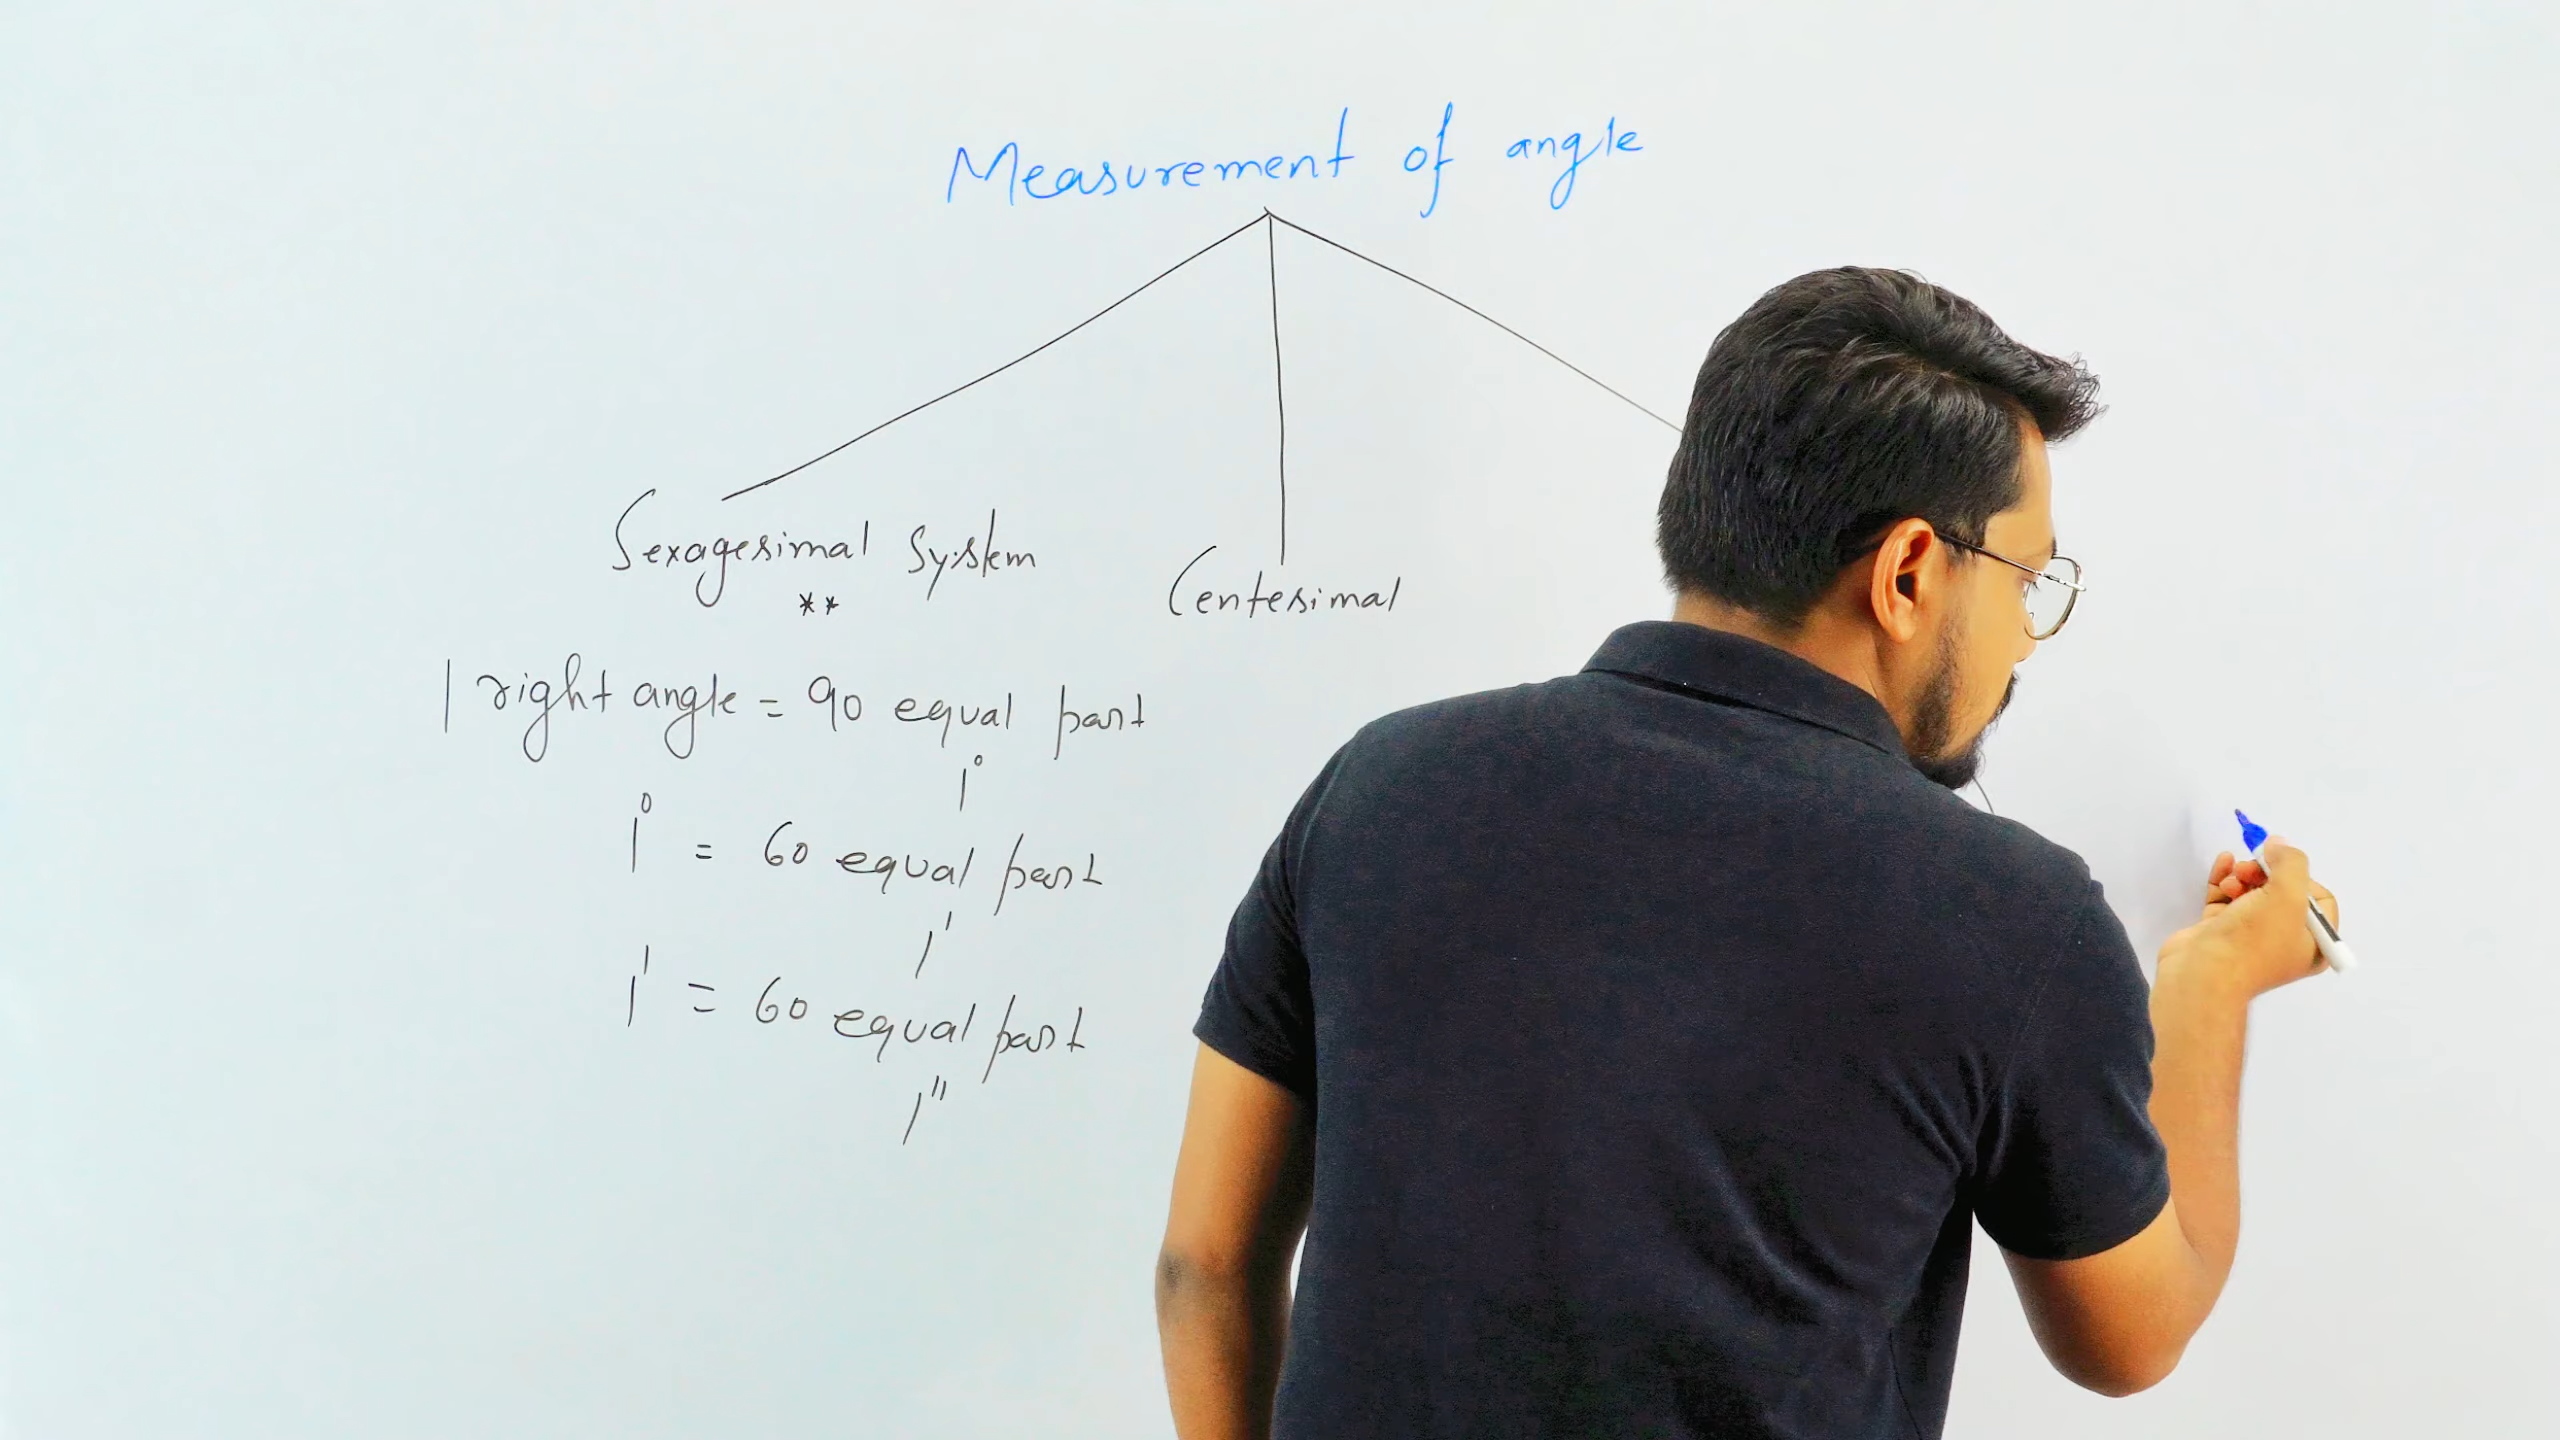 Measurement of angle
Sexagesimal System
**
Centesimal
1 right angle = 90 equal part
1°
1° = 60 equal part
1'
1' = 60 equal part
1"